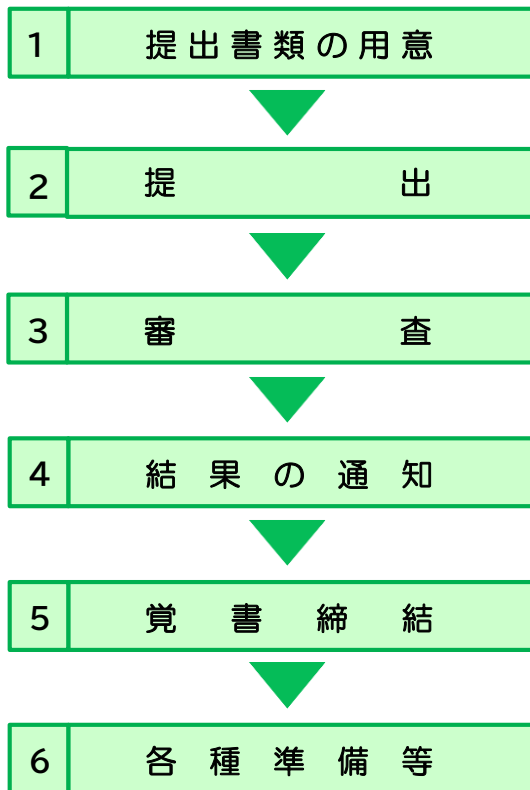 1 提出書類の用意
2 提出
3 審査
4 結果の通知
5 覚書締結
6 各種準備等